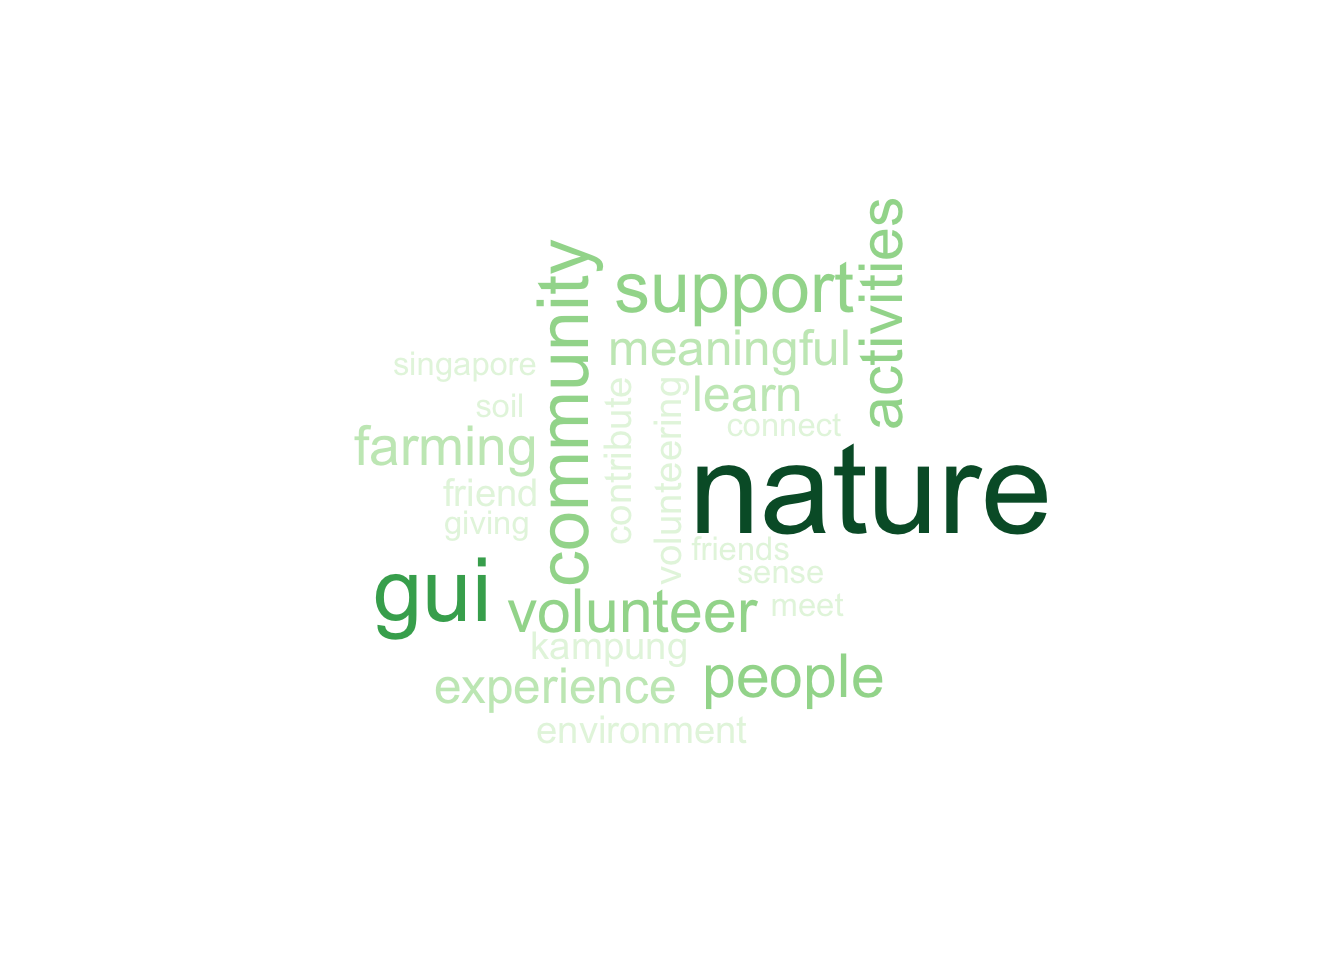 activities
community
support
meaningful
singapore
contribute
volunteering
learn
soil
connect
farming
nature
friend
giving
friends
gui
sense
volunteer
meet
kampung
people
experience
environment